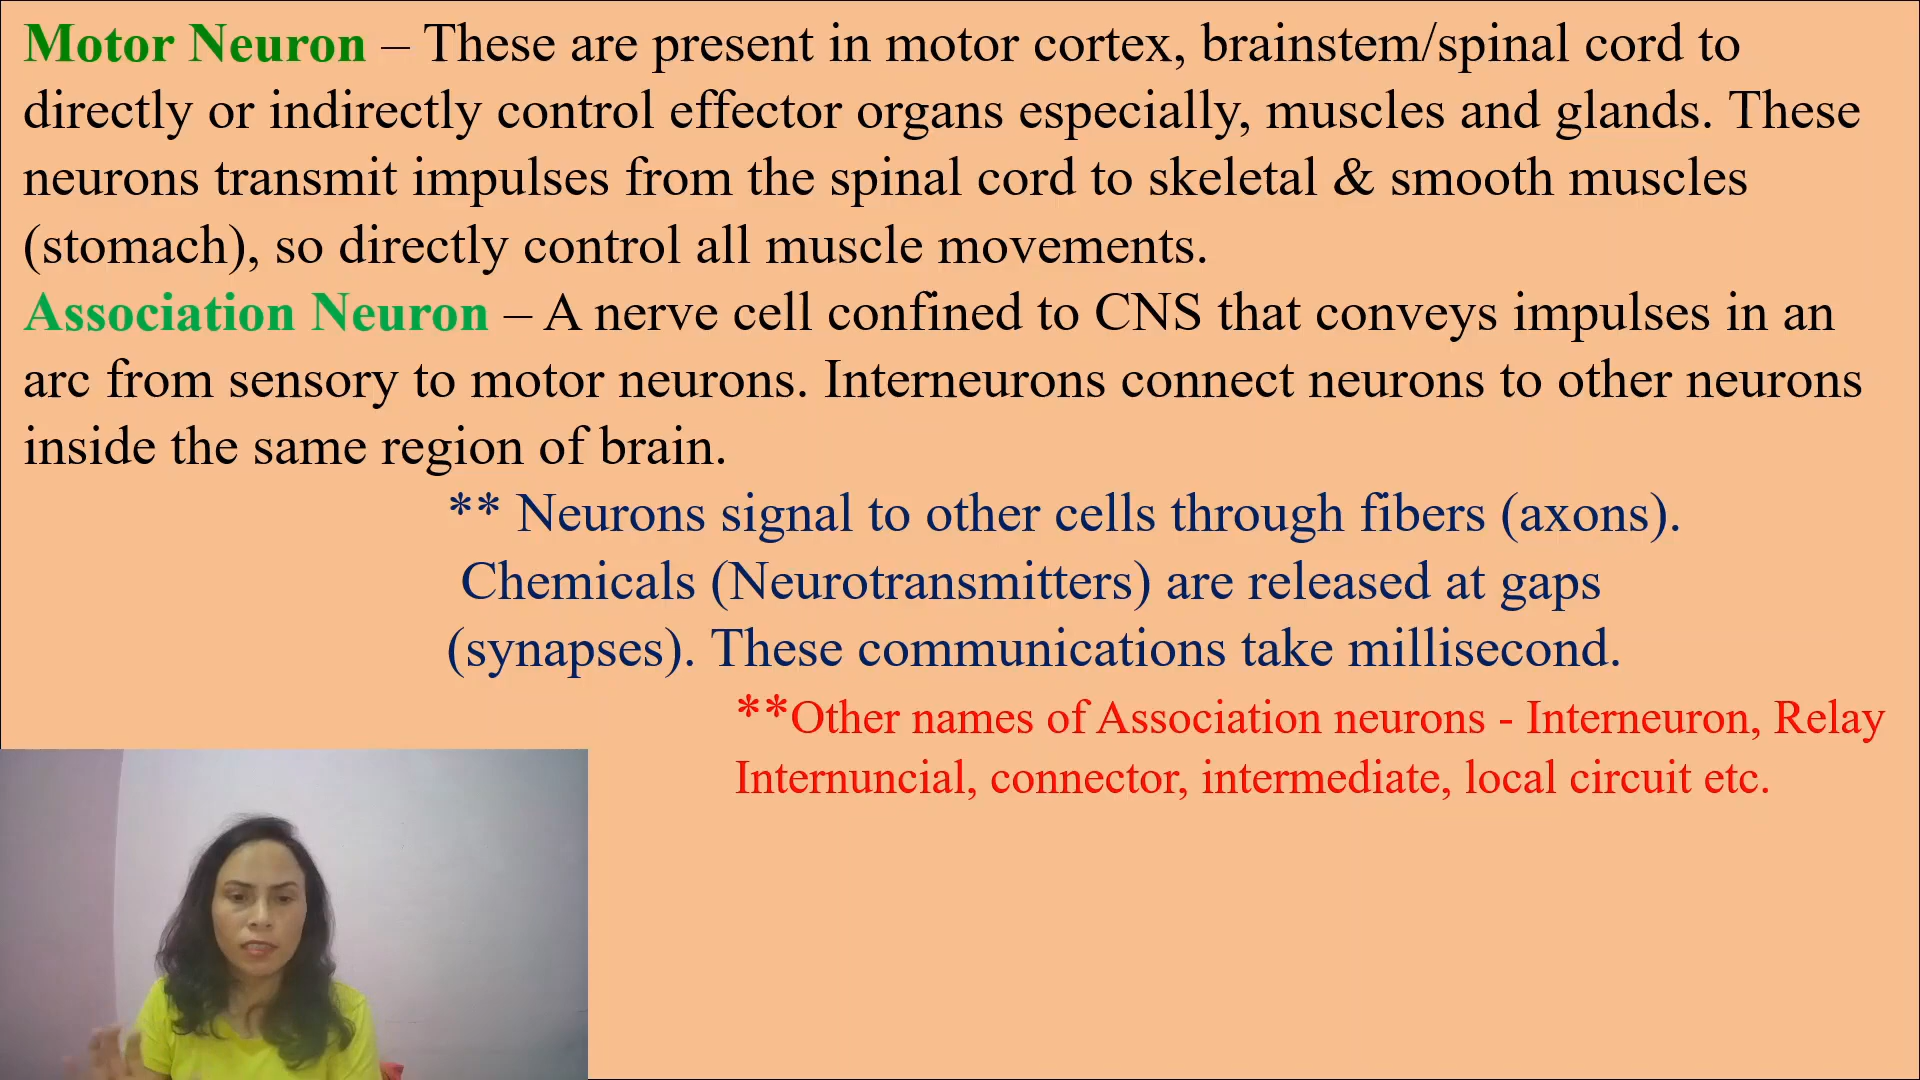 Motor Neuron – These are present in motor cortex, brainstem/spinal cord to
directly or indirectly control effector organs especially, muscles and glands. These
neurons transmit impulses from the spinal cord to skeletal & smooth muscles
(stomach), so directly control all muscle movements.
Association Neuron – A nerve cell confined to CNS that conveys impulses in an
arc from sensory to motor neurons. Interneurons connect neurons to other neurons
inside the same region of brain.
** Neurons signal to other cells through fibers (axons).
Chemicals (Neurotransmitters) are released at gaps
(synapses). These communications take millisecond.
**Other names of Association neurons - Interneuron, Relay
Internuncial, connector, intermediate, local circuit etc.